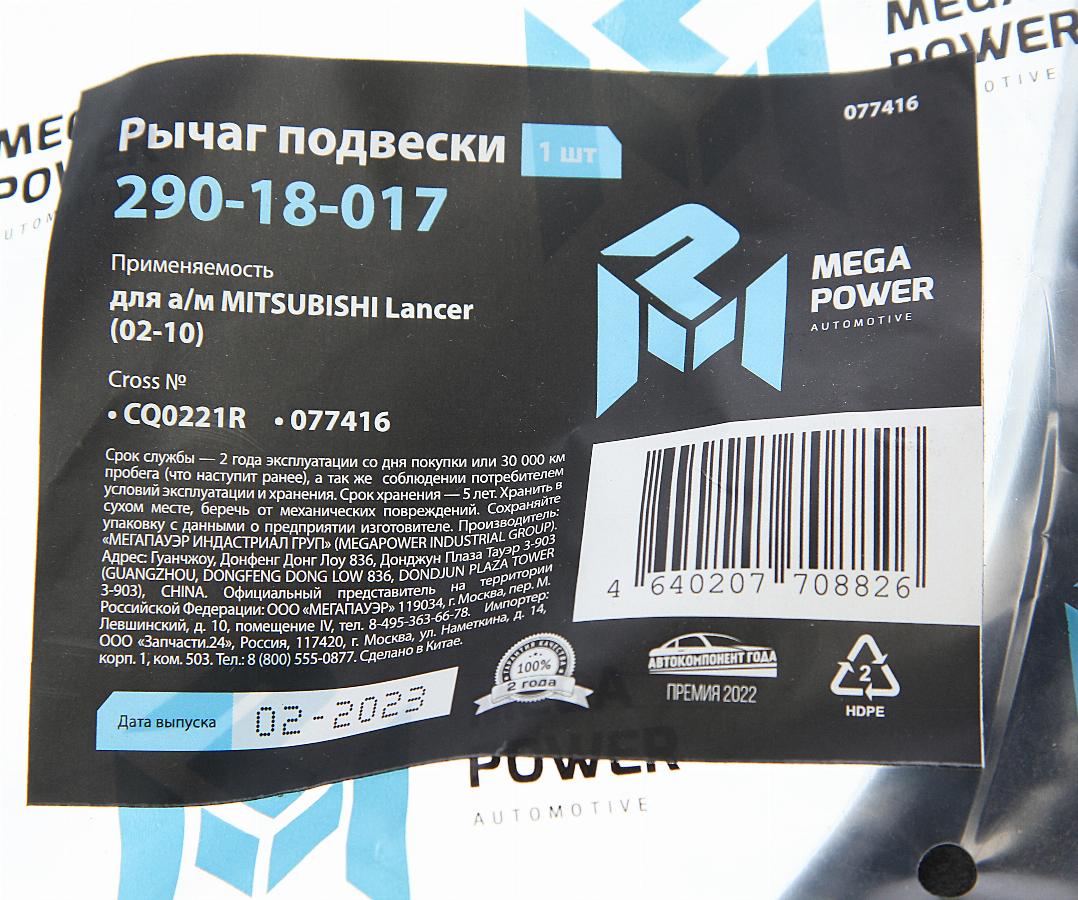 MEGA
POWER
OTIVE
MEG
POW
UTOM
077416
Рычаг подвески 1 шт
290-18-017
Применяемость
для а/м MITSUBISHI Lancer
(02-10)
Cross №
• CQ0221R • 077416
MEGA
POWER
AUTOMOTIVE
Срок службы — 2 года эксплуатации со дня покупки или 30 000 км
пробега (что наступит ранее), а так же соблюдении потребителем
условий эксплуатации и хранения. Срок хранения — 5 лет. Хранить в
сухом месте, беречь от механических повреждений. Сохраняйте
упаковку с данными о предприятии изготовителе. Производитель:
«МЕГАПАУЭР ИНДАСТРИАЛ ГРУП» (MEGAPOWER INDUSTRIAL GROUP).
Адрес: Гуанчжоу, Донфенг Донг Лоу 836, Донджун Плаза Тауэр 3-903
(GUANGZHOU, DONGFENG DONG LOW 836, DONDJUN PLAZA TOWER
3-903), CHINA. Официальный представитель на территории
Российской Федерации: ООО «МЕГАПАУЭР» 119034, г. Москва, пер. М.
Левшинский, д. 10, помещение IV, тел. 8-495-363-66-78. Импортер:
ООО «Запчасти.24», Россия, 117420, г. Москва, ул. Наметкина, д. 14,
корп. 1, ком. 503. Тел.: 8 (800) 555-0877. Сделано в Китае.
4 640207 708826
Дата выпуска 02-2023
ГАРАНТИЯ КАЧЕСТВА
100%
2 года
АВТОКОМПОНЕНТ ГОДА
ПРЕМИЯ 2022
2
HDPE
POWER
AUTOMOTIVE